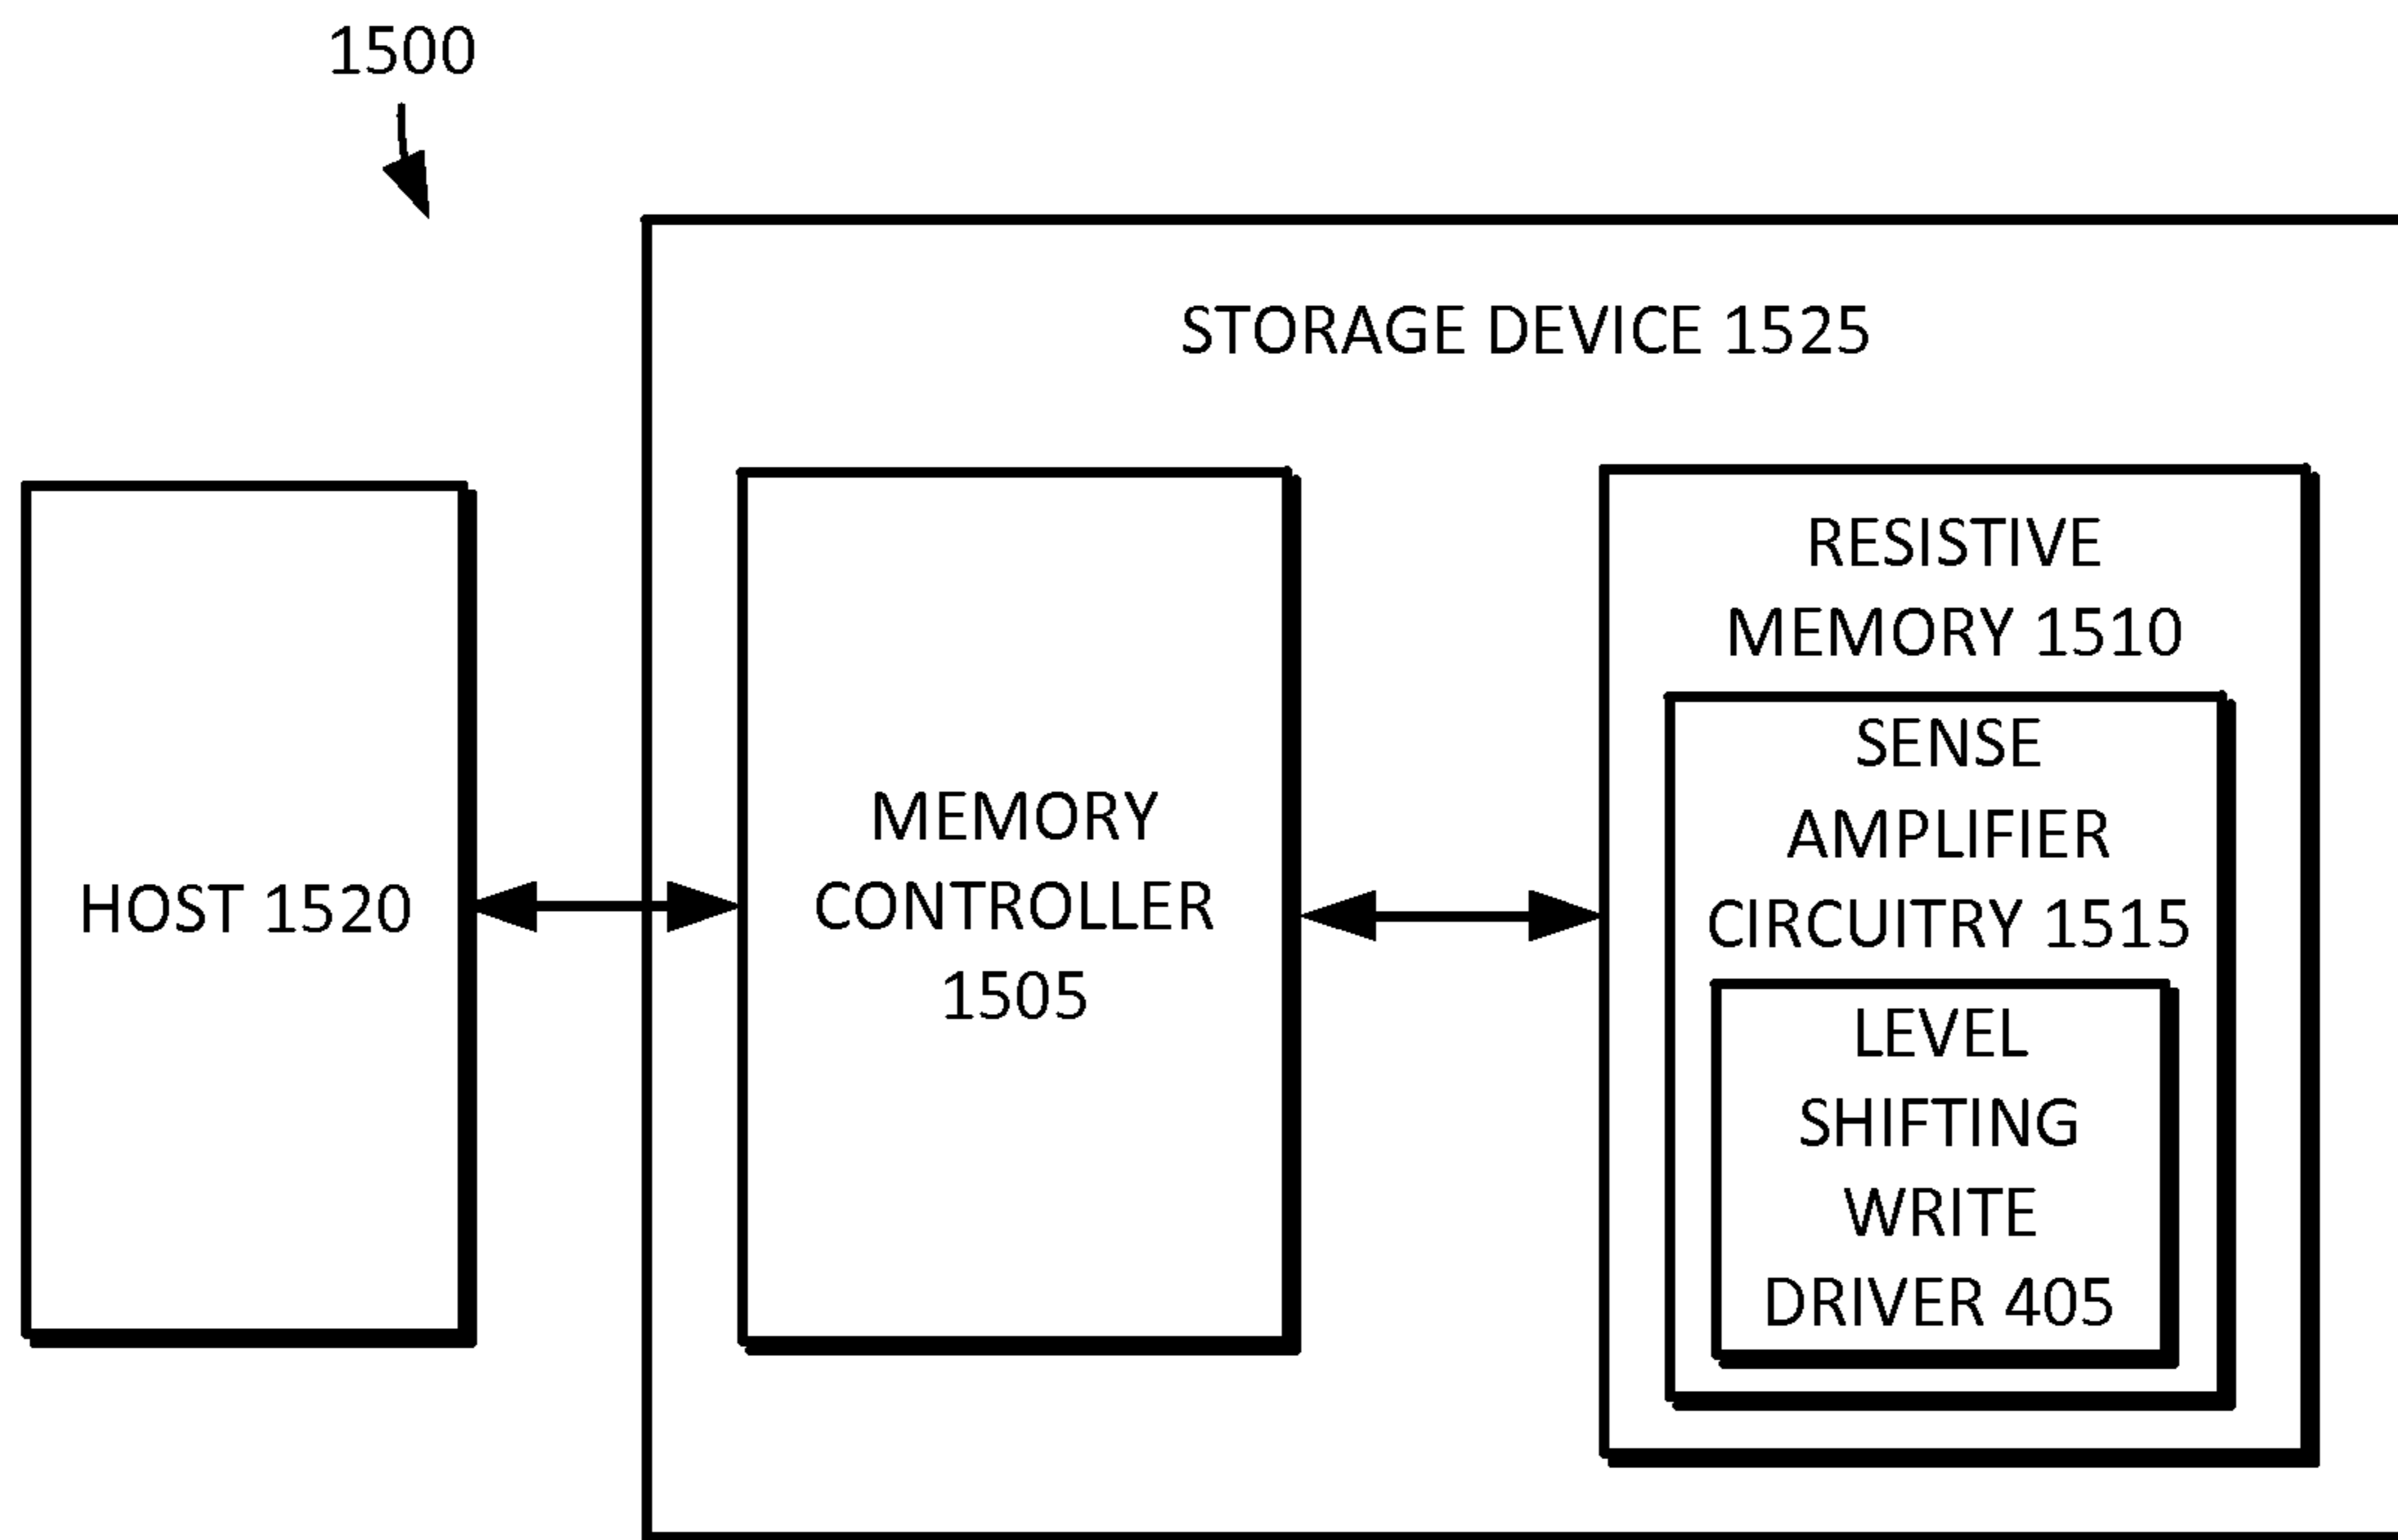 1500
STORAGE DEVICE 1525
HOST 1520
MEMORY
CONTROLLER
1505
RESISTIVE
MEMORY 1510
SENSE
AMPLIFIER
CIRCUITRY 1515
LEVEL
SHIFTING
WRITE
DRIVER 405